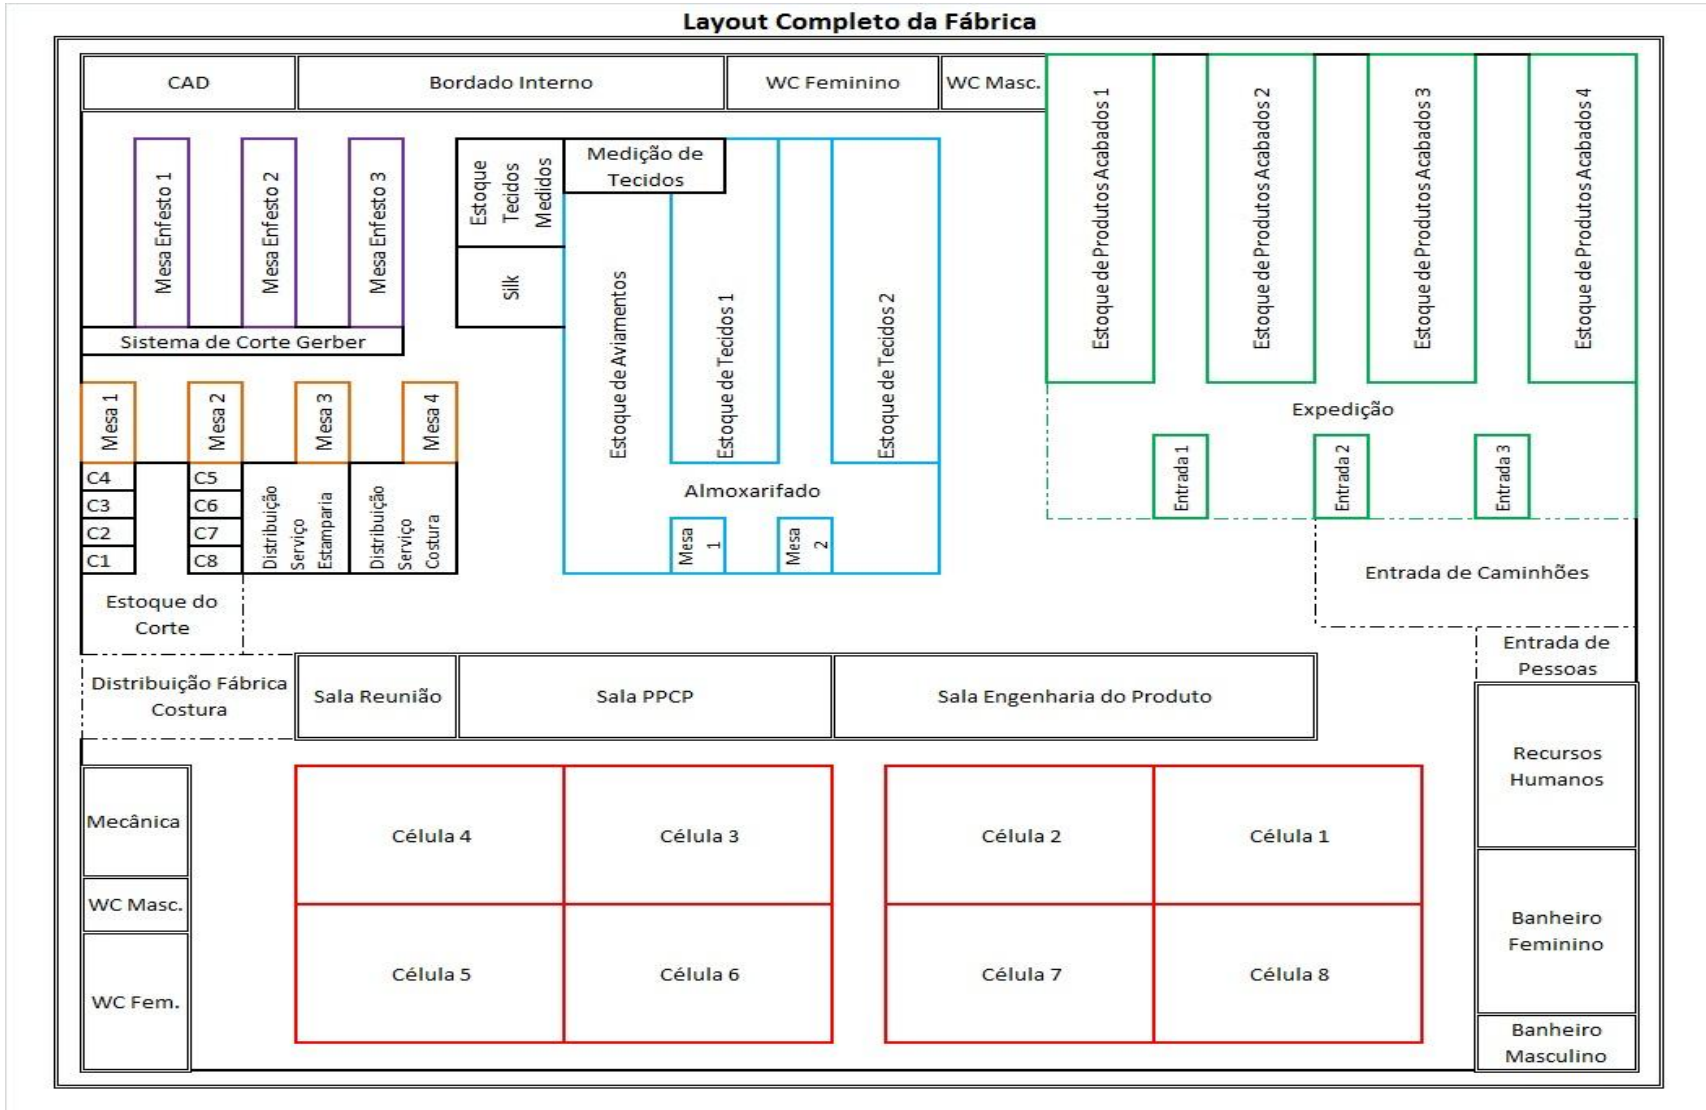 Layout Completo da Fábrica
CAD
Bordado Interno
WC Feminino
WC Masc.
Estoque de Produtos Acabados 1
Estoque de Produtos Acabados 2
Estoque de Produtos Acabados 3
Estoque de Produtos Acabados 4
Mesa Enfesto 1
Mesa Enfesto 2
Mesa Enfesto 3
Estoque
Tecidos
Medidos
Medição de
Tecidos
Silk
Estoque de Aviamentos
Estoque de Tecidos 1
Estoque de Tecidos 2
Sistema de Corte Gerber
Mesa 1
Mesa 2
Mesa 3
Mesa 4
Expedição
Entrada 1
Entrada 2
Entrada 3
C4
C3
C2
C1
C5
C6
C7
C8
Distribuição
Serviço
Estamparia
Distribuição
Serviço
Costura
Almoxarifado
Mesa
1
Mesa
2
Entrada de Caminhões
Estoque do
Corte
Entrada de
Pessoas
Distribuição Fábrica
Costura
Sala Reunião
Sala PPCP
Sala Engenharia do Produto
Recursos
Humanos
Mecânica
Célula 4
Célula 3
Célula 2
Célula 1
WC Masc.
Banheiro
Feminino
WC Fem.
Célula 5
Célula 6
Célula 7
Célula 8
Banheiro
Masculino